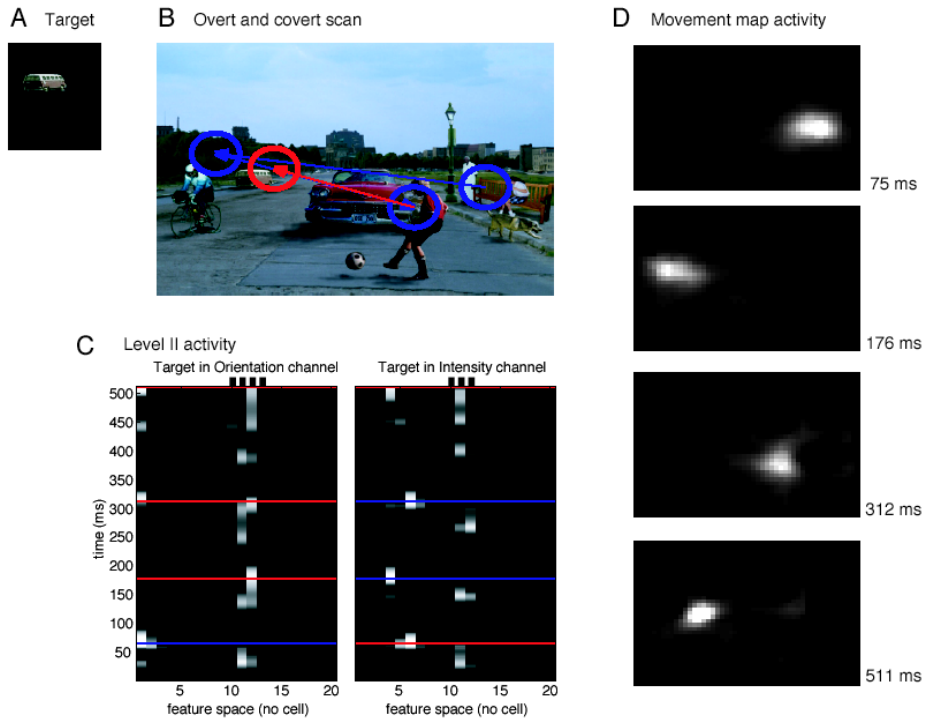 A Target
B Overt and covert scan
D Movement map activity
75 ms
176 ms
312 ms
511 ms
C Level II activity
Target in Orientation channel
Target in Intensity channel
500
450
400
350
300
250
200
150
100
50
time (ms)
5 10 15 20
5 10 15 20
feature space (no cell)
feature space (no cell)